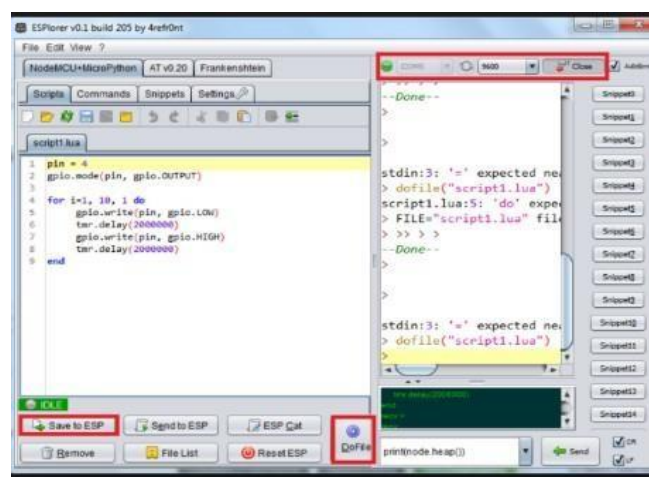 ESPlorer v0.1 build 205 by 4refr0nt
File Edit View ?
NodeMCU+MicroPython AT v0.20 Frankenshtein
Scripts Commands Snippets Settings
script1.lua
1 pin = 4
2 gpio.mode(pin, gpio.OUTPUT)
3
4 for i=1, 10, 1 do
5 gpio.write(pin, gpio.LOW)
6 tmr.delay(2000000)
7 gpio.write(pin, gpio.HIGH)
8 tmr.delay(2000000)
9 end
IDLE
Save to ESP Send to ESP ESP Cat
Remove File List Reset ESP
DoFile
9600 Close
--Done--
>
>
stdin:3: '=' expected nea
> dofile("script1.lua")
script1.lua:5: 'do' expe
> FILE="script1.lua" fil
> >> > >
--Done--
>
>
stdin:3: '=' expected nea
> dofile("script1.lua")
>
print(node.heap()) Send
CR
LF
Snippet0
Snippet1
Snippet2
Snippet3
Snippet4
Snippet5
Snippet6
Snippet7
Snippet8
Snippet9
Snippet10
Snippet11
Snippet12
Snippet13
Snippet14